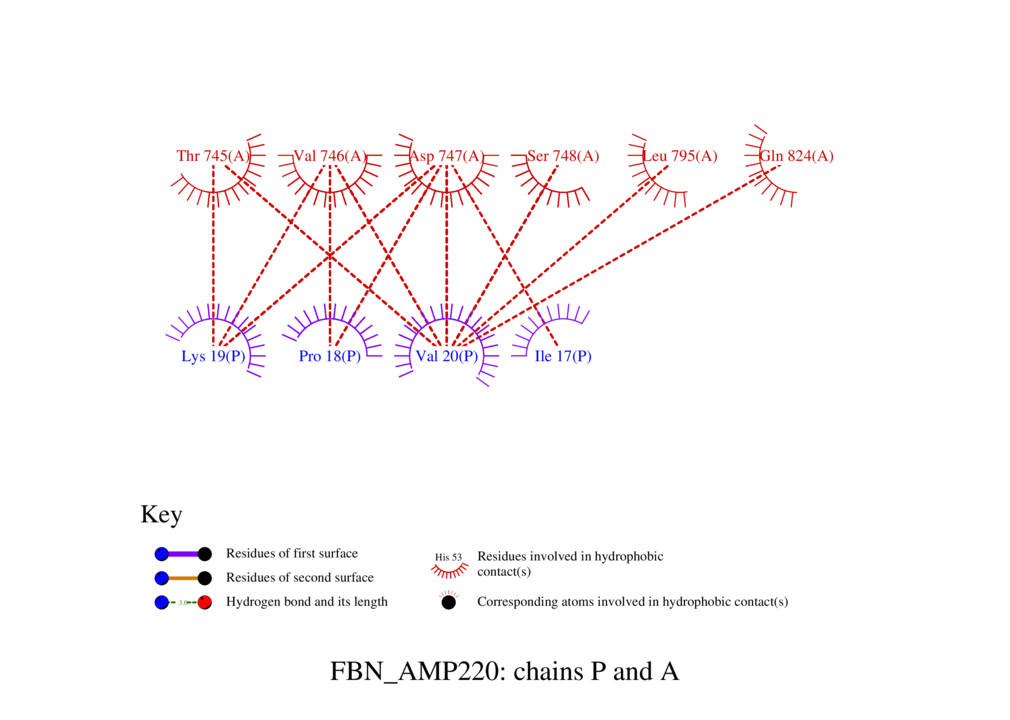 Thr 745(A) Val 746(A) Asp 747(A) Ser 748(A) Leu 795(A) Gln 824(A)
Lys 19(P) Pro 18(P) Val 20(P) Ile 17(P)
Key
Residues of first surface
Residues of second surface
3.0 Hydrogen bond and its length
His 53 Residues involved in hydrophobic
contact(s)
Corresponding atoms involved in hydrophobic contact(s)
FBN_AMP220: chains P and A